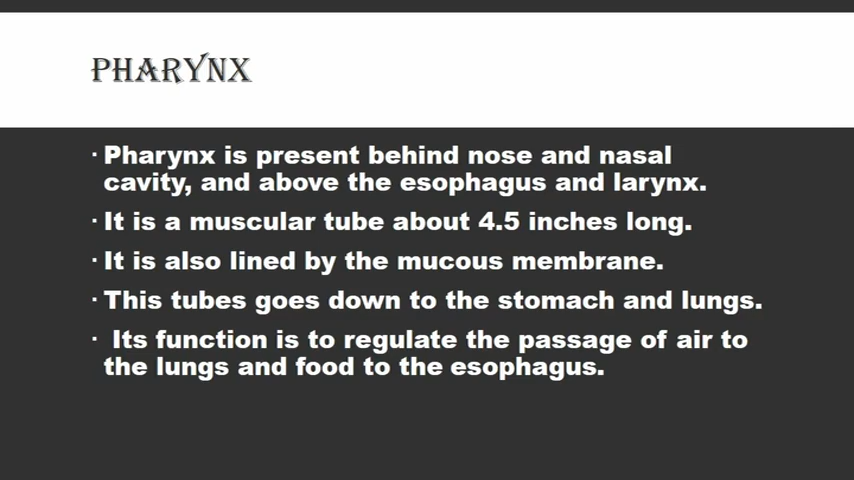 PHARYNX
· Pharynx is present behind nose and nasal
cavity, and above the esophagus and larynx.
· It is a muscular tube about 4.5 inches long.
· It is also lined by the mucous membrane.
· This tubes goes down to the stomach and lungs.
· Its function is to regulate the passage of air to
the lungs and food to the esophagus.